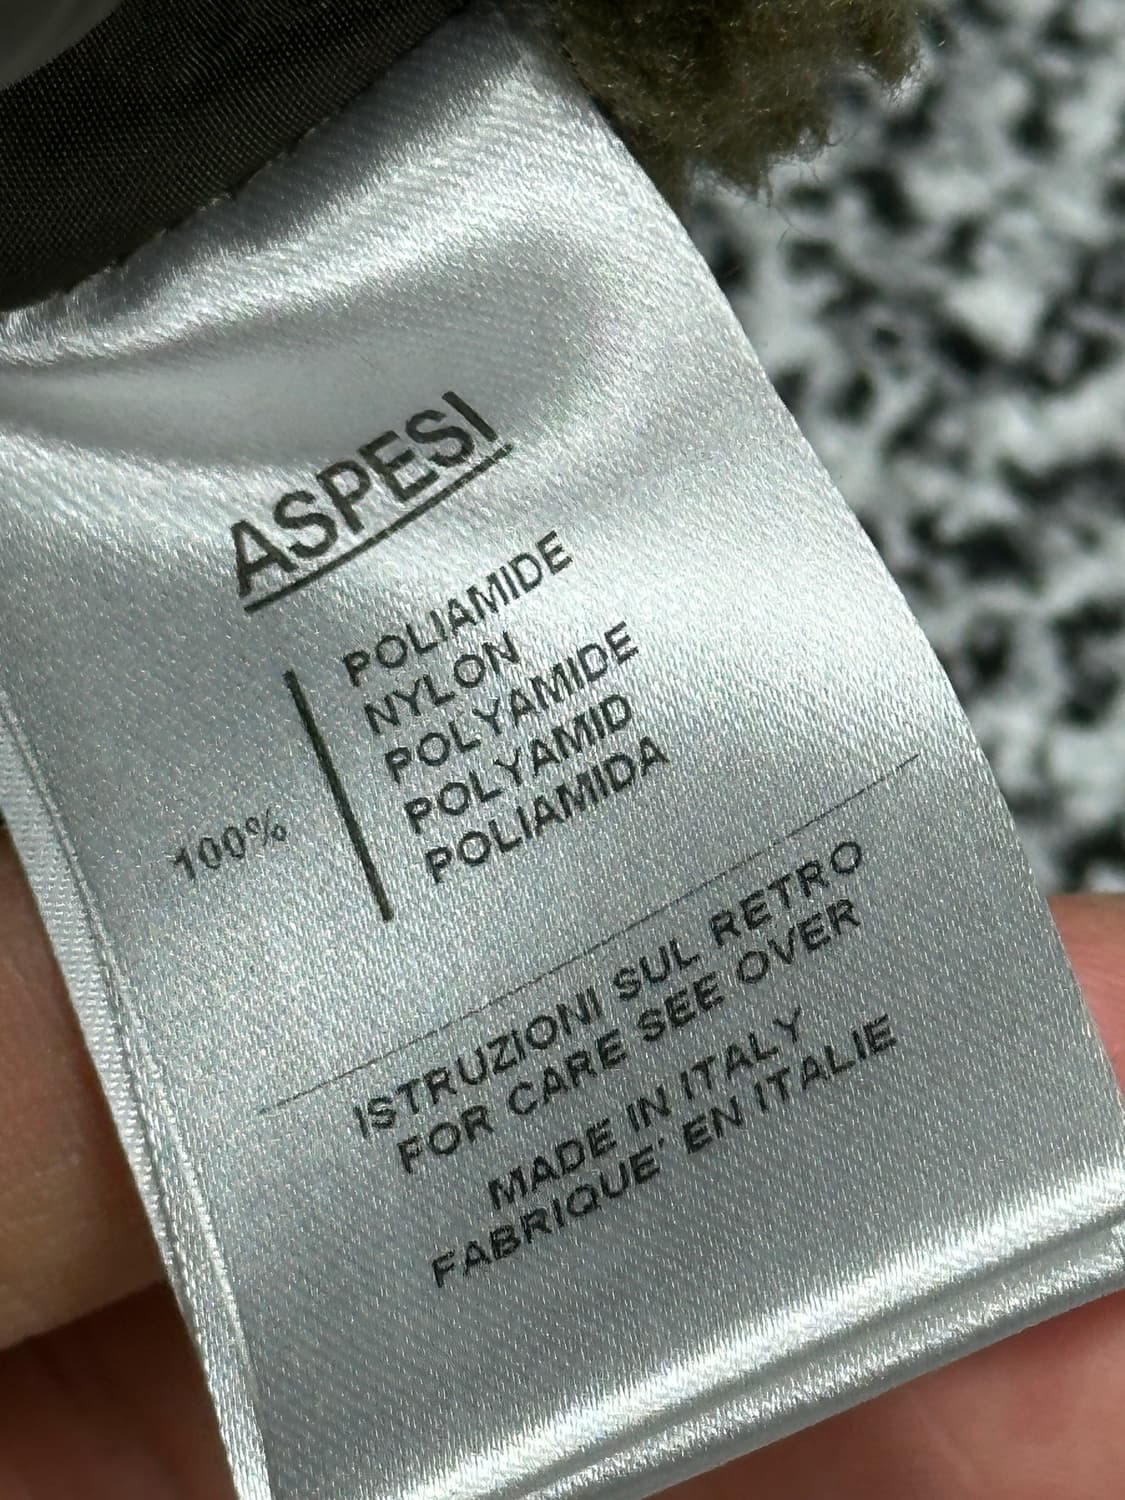 ASPESI
POLIAMIDE
NYLON
POLYAMIDE
100%
POLYAMID
POLIAMIDA
ISTRUZIONI SUL RETRO
FOR CARE SEE OVER
MADE IN ITALY
FABRIQUE' EN ITALIE